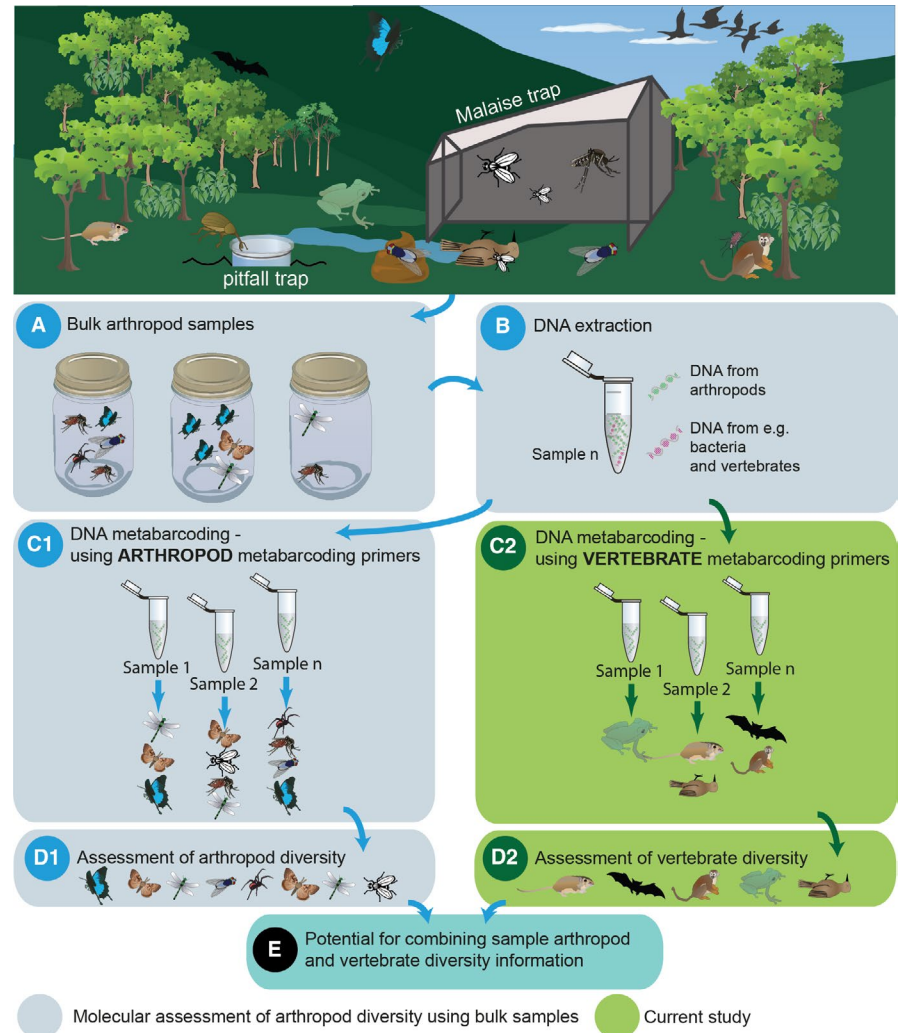 Malaise trap
pitfall trap
A
Bulk arthropod samples
B
DNA extraction
DNA from
arthropods
DNA from e.g.
bacteria
and vertebrates
Sample n
C1
DNA metabarcoding -
using ARTHROPOD metabarcoding primers
Sample 1
Sample 2
Sample n
C2
DNA metabarcoding -
using VERTEBRATE metabarcoding primers
Sample 1
Sample 2
Sample n
D1
Assessment of arthropod diversity
D2
Assessment of vertebrate diversity
E
Potential for combining sample arthropod
and vertebrate diversity information
Molecular assessment of arthropod diversity using bulk samples
Current study